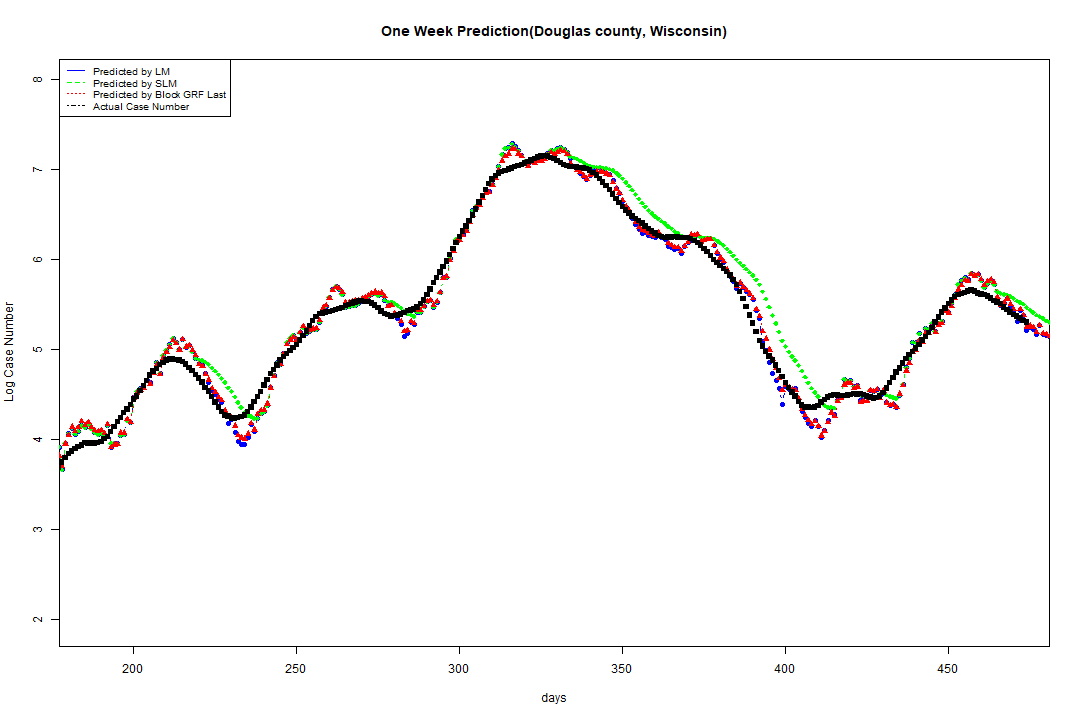 One Week Prediction(Douglas county, Wisconsin)
Predicted by LM
Predicted by SLM
Predicted by Block GRF Last
Actual Case Number
8
7
6
5
4
3
2
Log Case Number
200 250 300 350 400 450
days